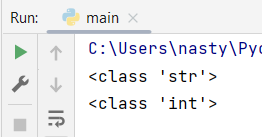 Run: main
C:\Users\nasty\Pyc
<class 'str'>
<class 'int'>